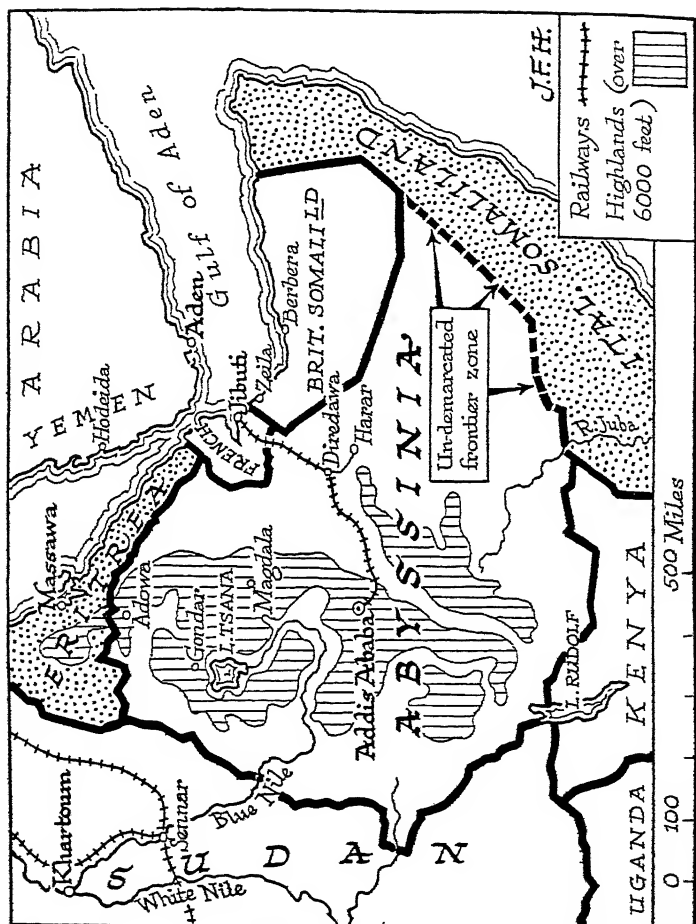 ARABIA
YEMEN
Hodeida
Aden
Gulf of Aden
Massawa
ERITREA
Khartoum
Adowa
Gondar
L.TSANA
Magdala
FRENCH
Jibuti
Zeila
Berbera
BRIT. SOMALILD
Sennar
Blue Nile
White Nile
SUDAN
Addis Ababa
Diredawa
Harar
ABYSSINIA
Un-demarcated
frontier zone
ITAL. SOMALILAND
R. Juba
L. RUDOLF
UGANDA
KENYA
0 100 500 Miles
J.F.H.
Railways
Highlands (over
6000 feet)